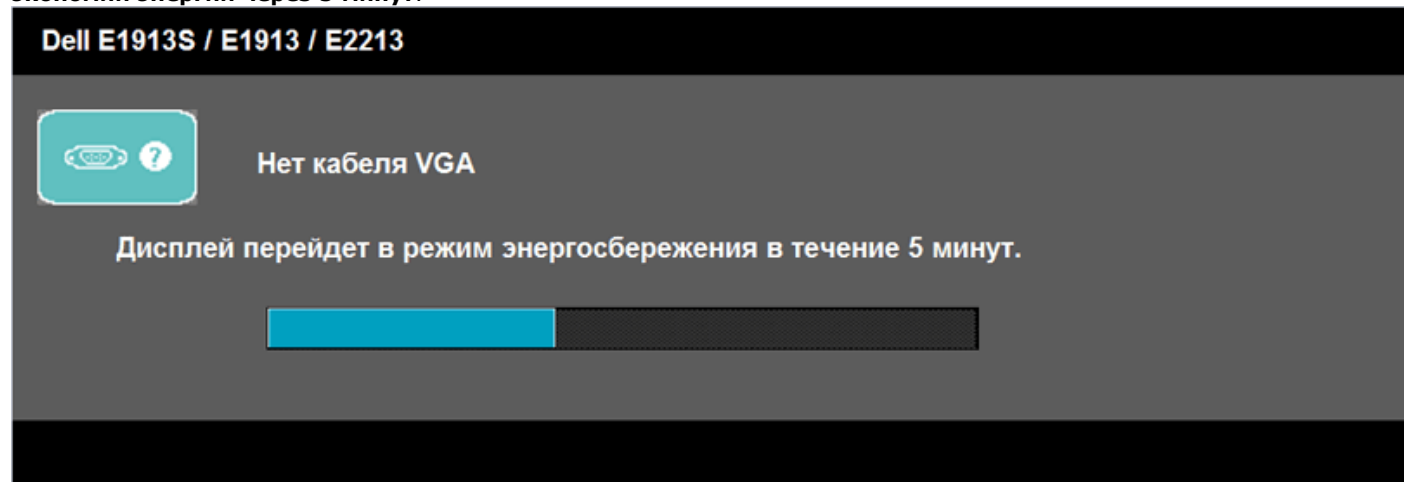 Dell E1913S / E1913 / E2213
Нет кабеля VGA
Дисплей перейдет в режим энергосбережения в течение 5 минут.